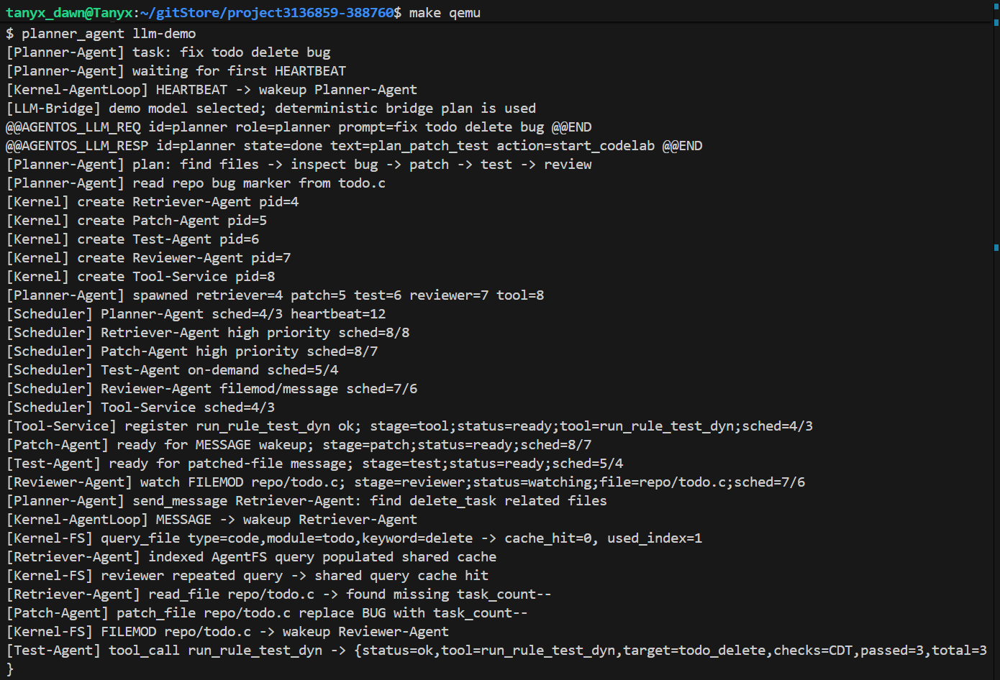 tanyx_dawn@Tanyx:~/gitStore/project3136859-388760$ make qemu
$ planner_agent llm-demo
[Planner-Agent] task: fix todo delete bug
[Planner-Agent] waiting for first HEARTBEAT
[Kernel-AgentLoop] HEARTBEAT -> wakeup Planner-Agent
[LLM-Bridge] demo model selected; deterministic bridge plan is used
@@AGENTOS_LLM_REQ id=planner role=planner prompt=fix todo delete bug @@END
@@AGENTOS_LLM_RESP id=planner state=done text=plan_patch_test action=start_codelab @@END
[Planner-Agent] plan: find files -> inspect bug -> patch -> test -> review
[Planner-Agent] read repo bug marker from todo.c
[Kernel] create Retriever-Agent pid=4
[Kernel] create Patch-Agent pid=5
[Kernel] create Test-Agent pid=6
[Kernel] create Reviewer-Agent pid=7
[Kernel] create Tool-Service pid=8
[Planner-Agent] spawned retriever=4 patch=5 test=6 reviewer=7 tool=8
[Scheduler] Planner-Agent sched=4/3 heartbeat=12
[Scheduler] Retriever-Agent high priority sched=8/8
[Scheduler] Patch-Agent high priority sched=8/7
[Scheduler] Test-Agent on-demand sched=5/4
[Scheduler] Reviewer-Agent filemod/message sched=7/6
[Scheduler] Tool-Service sched=4/3
[Tool-Service] register run_rule_test_dyn ok; stage=tool;status=ready;tool=run_rule_test_dyn;sched=4/3
[Patch-Agent] ready for MESSAGE wakeup; stage=patch;status=ready;sched=8/7
[Test-Agent] ready for patched-file message; stage=test;status=ready;sched=5/4
[Reviewer-Agent] watch FILEMOD repo/todo.c; stage=reviewer;status=watching;file=repo/todo.c;sched=7/6
[Planner-Agent] send_message Retriever-Agent: find delete_task related files
[Kernel-AgentLoop] MESSAGE -> wakeup Retriever-Agent
[Kernel-FS] query_file type=code,module=todo,keyword=delete -> cache_hit=0, used_index=1
[Retriever-Agent] indexed AgentFS query populated shared cache
[Kernel-FS] reviewer repeated query -> shared query cache hit
[Retriever-Agent] read_file repo/todo.c -> found missing task_count--
[Patch-Agent] patch_file repo/todo.c replace BUG with task_count--
[Kernel-FS] FILEMOD repo/todo.c -> wakeup Reviewer-Agent
[Test-Agent] tool_call run_rule_test_dyn -> {status=ok,tool=run_rule_test_dyn,target=todo_delete,checks=CDT,passed=3,total=3
}